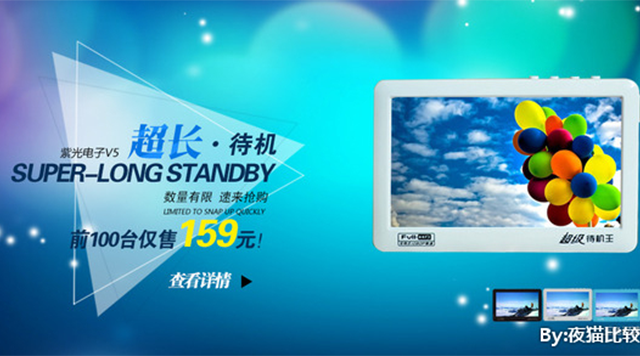 紫光电子V5 超长·待机
SUPER-LONG STANDBY
数量有限 速来抢购
LIMITED TO SNAP UP QUICKLY
前100台仅售159元!
查看详情
Full
超级待机王
By:夜猫比较